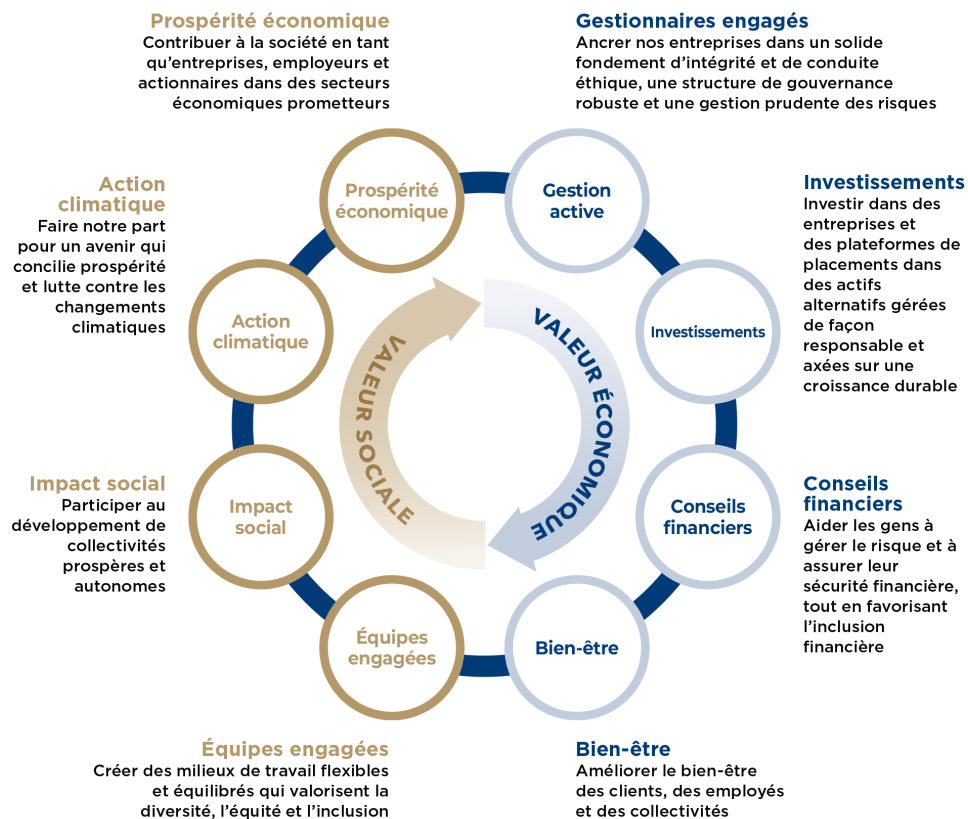 Prospérité économique
Contribuer à la société en tant
qu’entreprises, employeurs et
actionnaires dans des secteurs
économiques prometteurs
Gestionnaires engagés
Ancrer nos entreprises dans un solide
fondement d’intégrité et de conduite
éthique, une structure de gouvernance
robuste et une gestion prudente des risques
Action
climatique
Faire notre part
pour un avenir qui
concilie prospérité
et lutte contre les
changements
climatiques
Prospérité
économique
Gestion
active
Investissements
Investir dans des
entreprises et
des plateformes de
placements dans
des actifs
alternatifs gérées
de façon
responsable et
axées sur une
croissance durable
Action
climatique
Investissements
VALEUR SOCIALE
VALEUR ÉCONOMIQUE
Impact social
Participer au
développement de
collectivités
prospères et
autonomes
Impact
social
Conseils
financiers
Conseils
financiers
Aider les gens à
gérer le risque et à
assurer leur
sécurité financière,
tout en favorisant
l’inclusion
financière
Équipes
engagées
Bien-être
Équipes engagées
Créer des milieux de travail flexibles
et équilibrés qui valorisent la
diversité, l’équité et l’inclusion
Bien-être
Améliorer le bien-être
des clients, des employés
et des collectivités